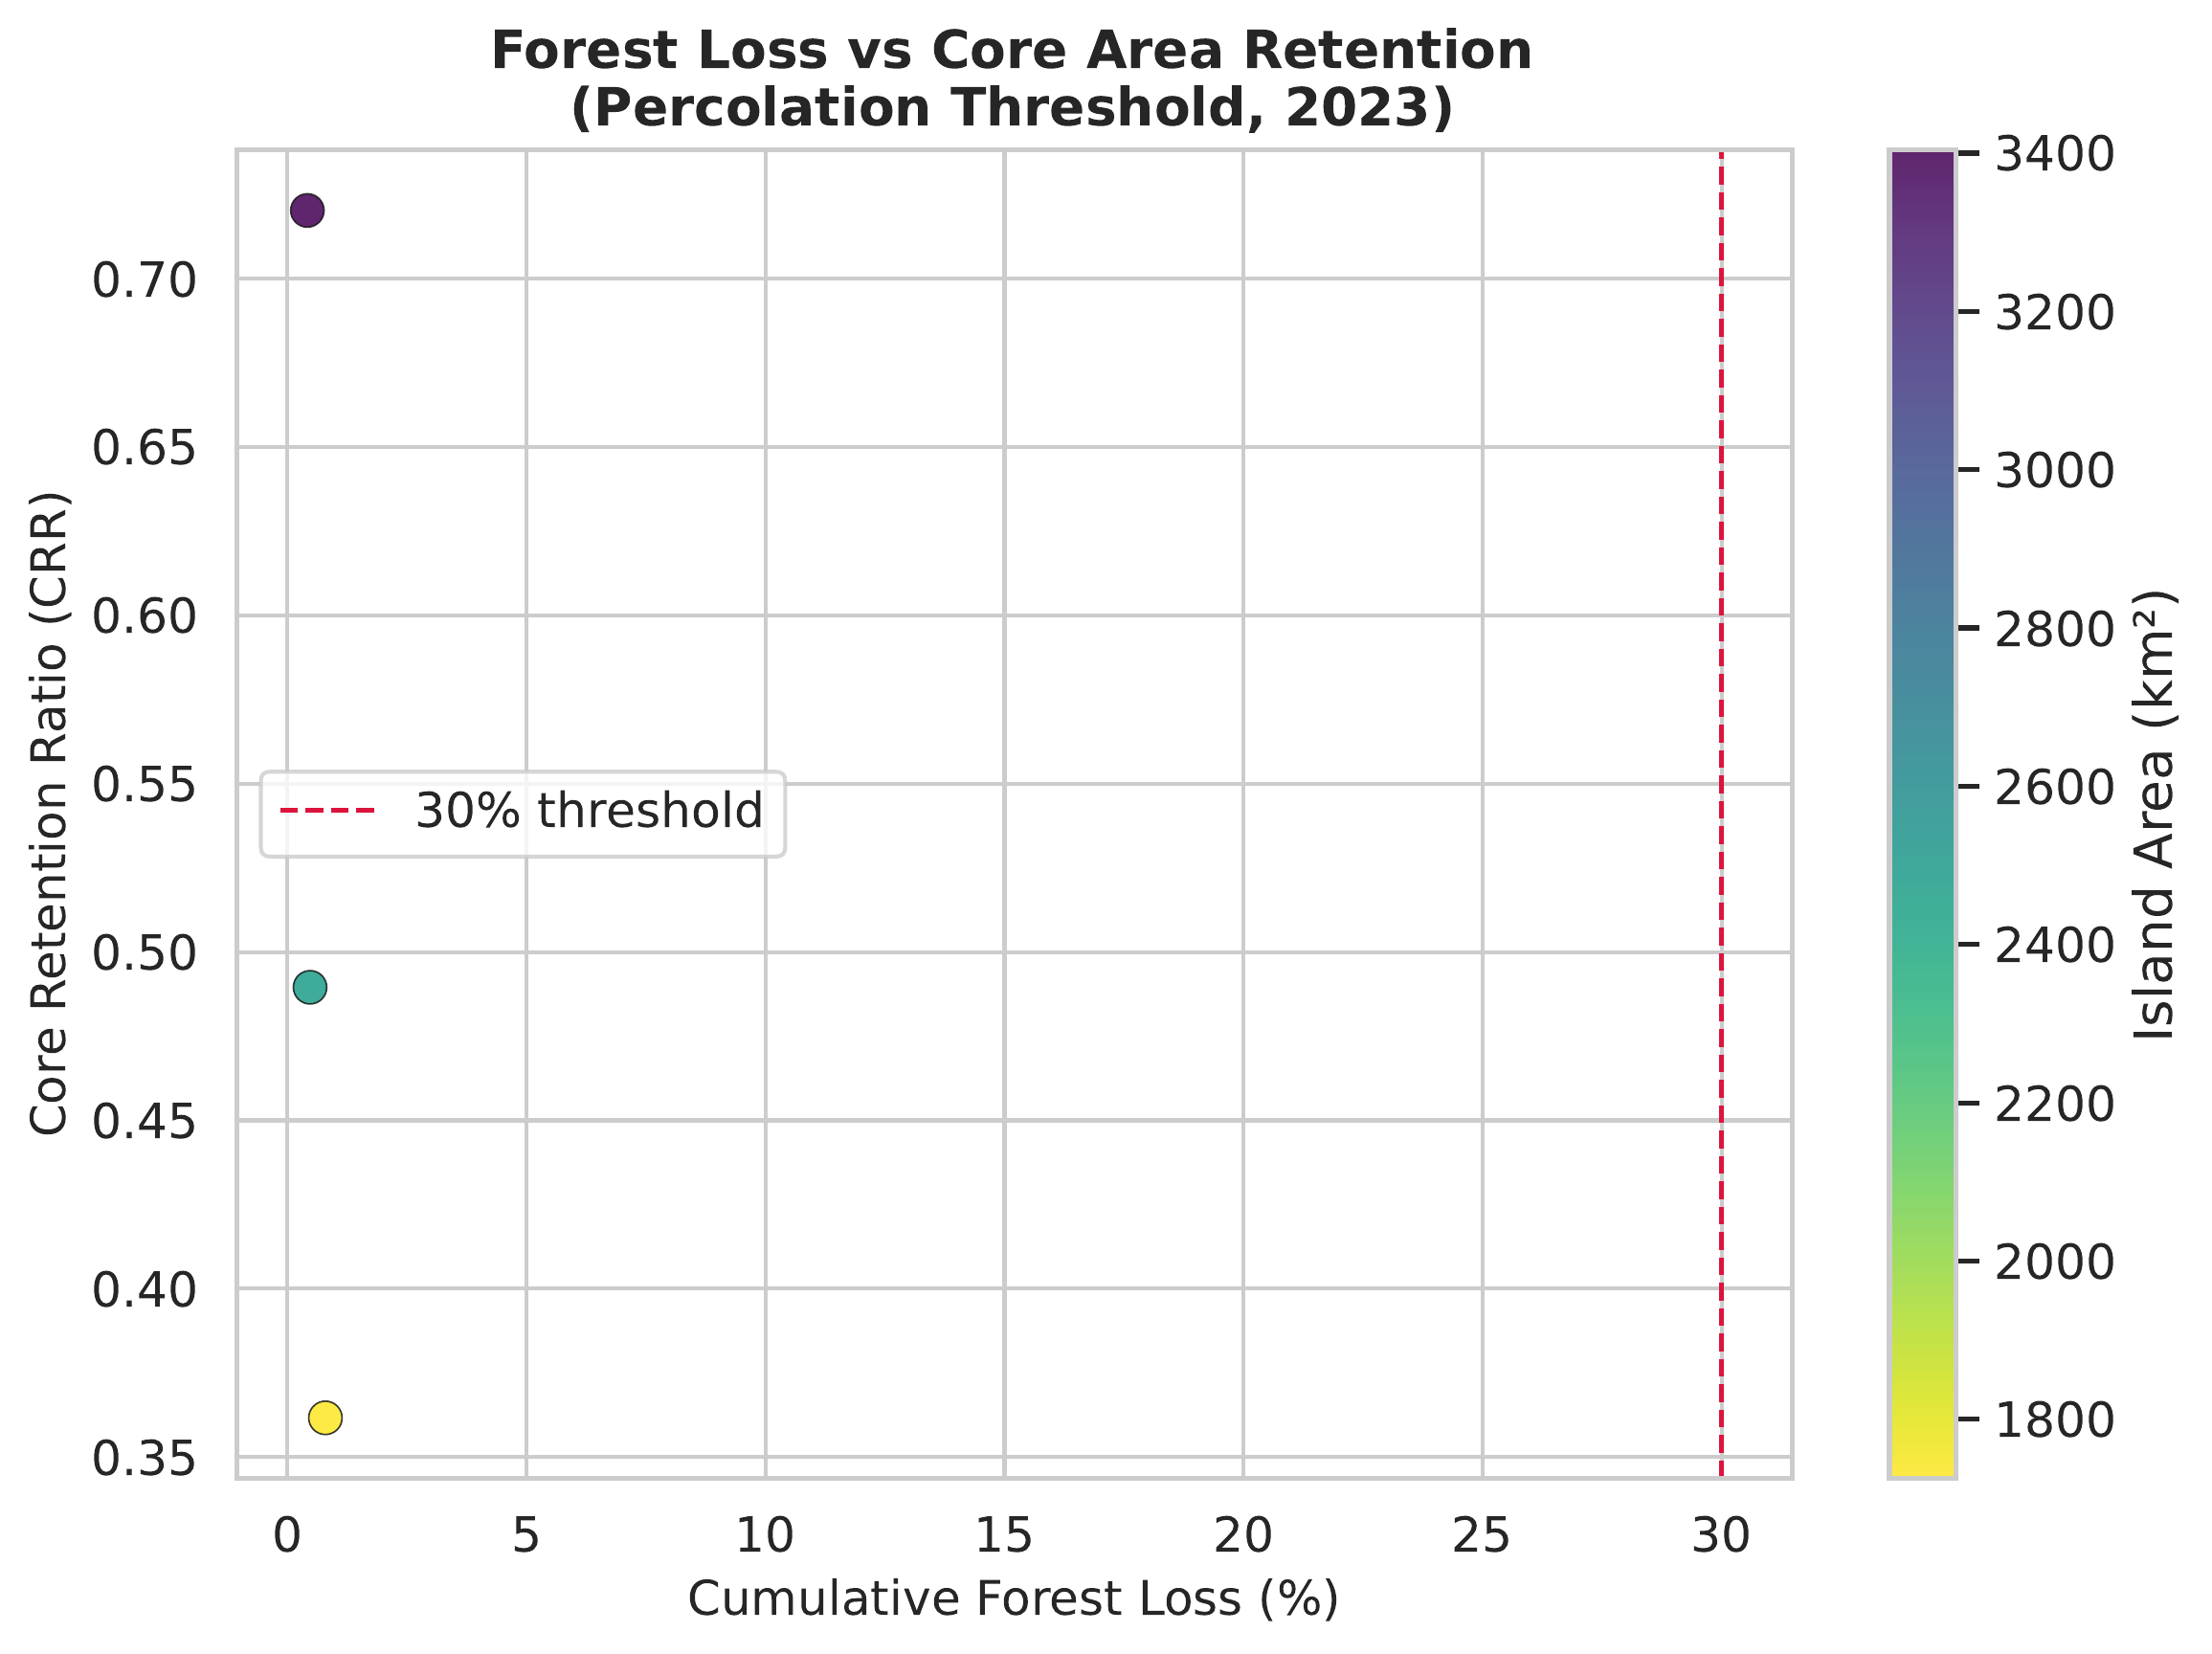 Forest Loss vs Core Area Retention
(Percolation Threshold, 2023)
Core Retention Ratio (CRR)
0.70
0.65
0.60
0.55
0.50
0.45
0.40
0.35
30% threshold
0 5 10 15 20 25 30
Cumulative Forest Loss (%)
3400
3200
3000
2800
2600
2400
2200
2000
1800
Island Area (km²)